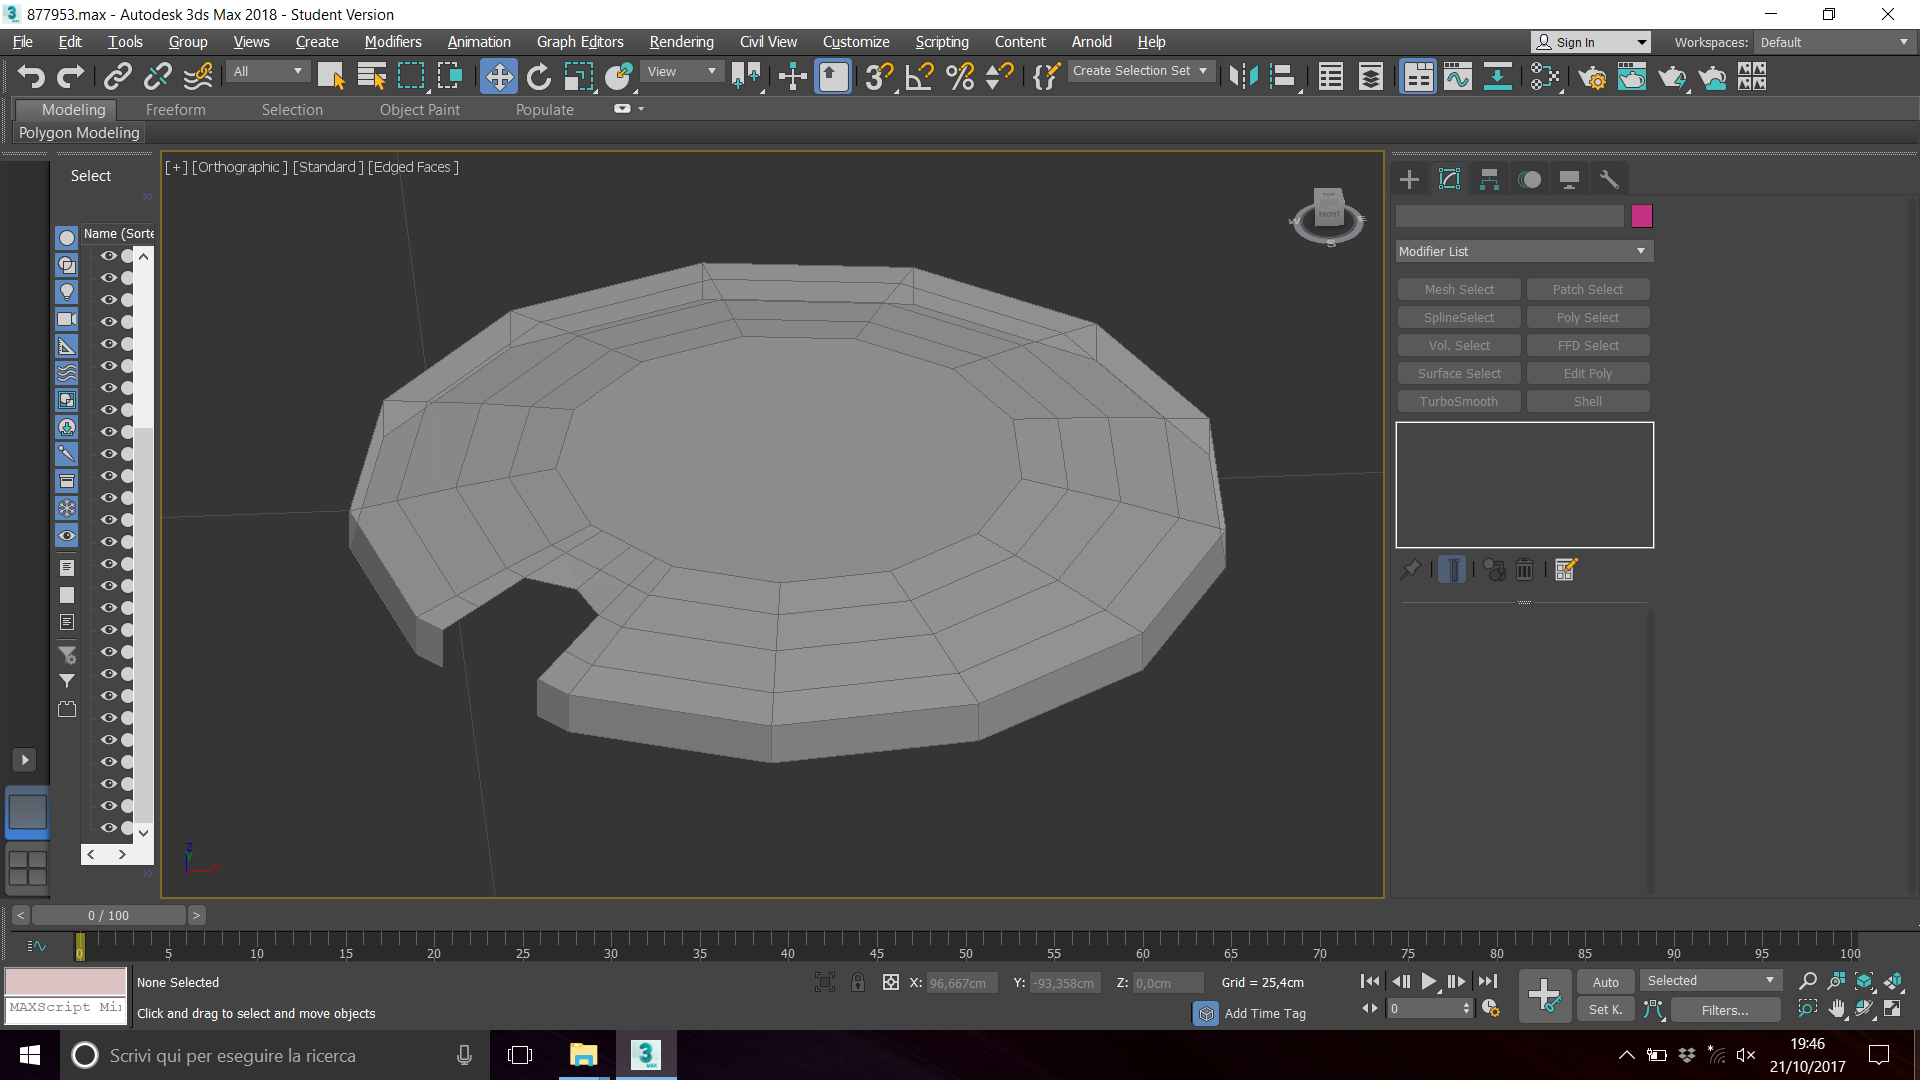 877953.max - Autodesk 3ds Max 2018 - Student Version
File Edit Tools Group Views Create Modifiers Animation Graph Editors Rendering Civil View Customize Scripting Content Arnold Help Sign In Workspaces: Default
All View Create Selection Set
Modeling Freeform Selection Object Paint Populate
Polygon Modeling
Select
[+] [Orthographic ] [Standard ] [Edged Faces ]
FRONT
W
E
S
Name (Sorte
Modifier List
Mesh Select Patch Select
SplineSelect Poly Select
Vol. Select FFD Select
Surface Select Edit Poly
TurboSmooth Shell
Z
Y
X
< 0 / 100 >
0 5 10 15 20 25 30 35 40 45 50 55 60 65 70 75 80 85 90 95 100
None Selected X: 96,667cm Y: -93,358cm Z: 0,0cm Grid = 25,4cm Auto Selected
MAXScript Mi
Click and drag to select and move objects Add Time Tag 0 Set K. Filters...
Scrivi qui per eseguire la ricerca
3
MAX
19:46
21/10/2017